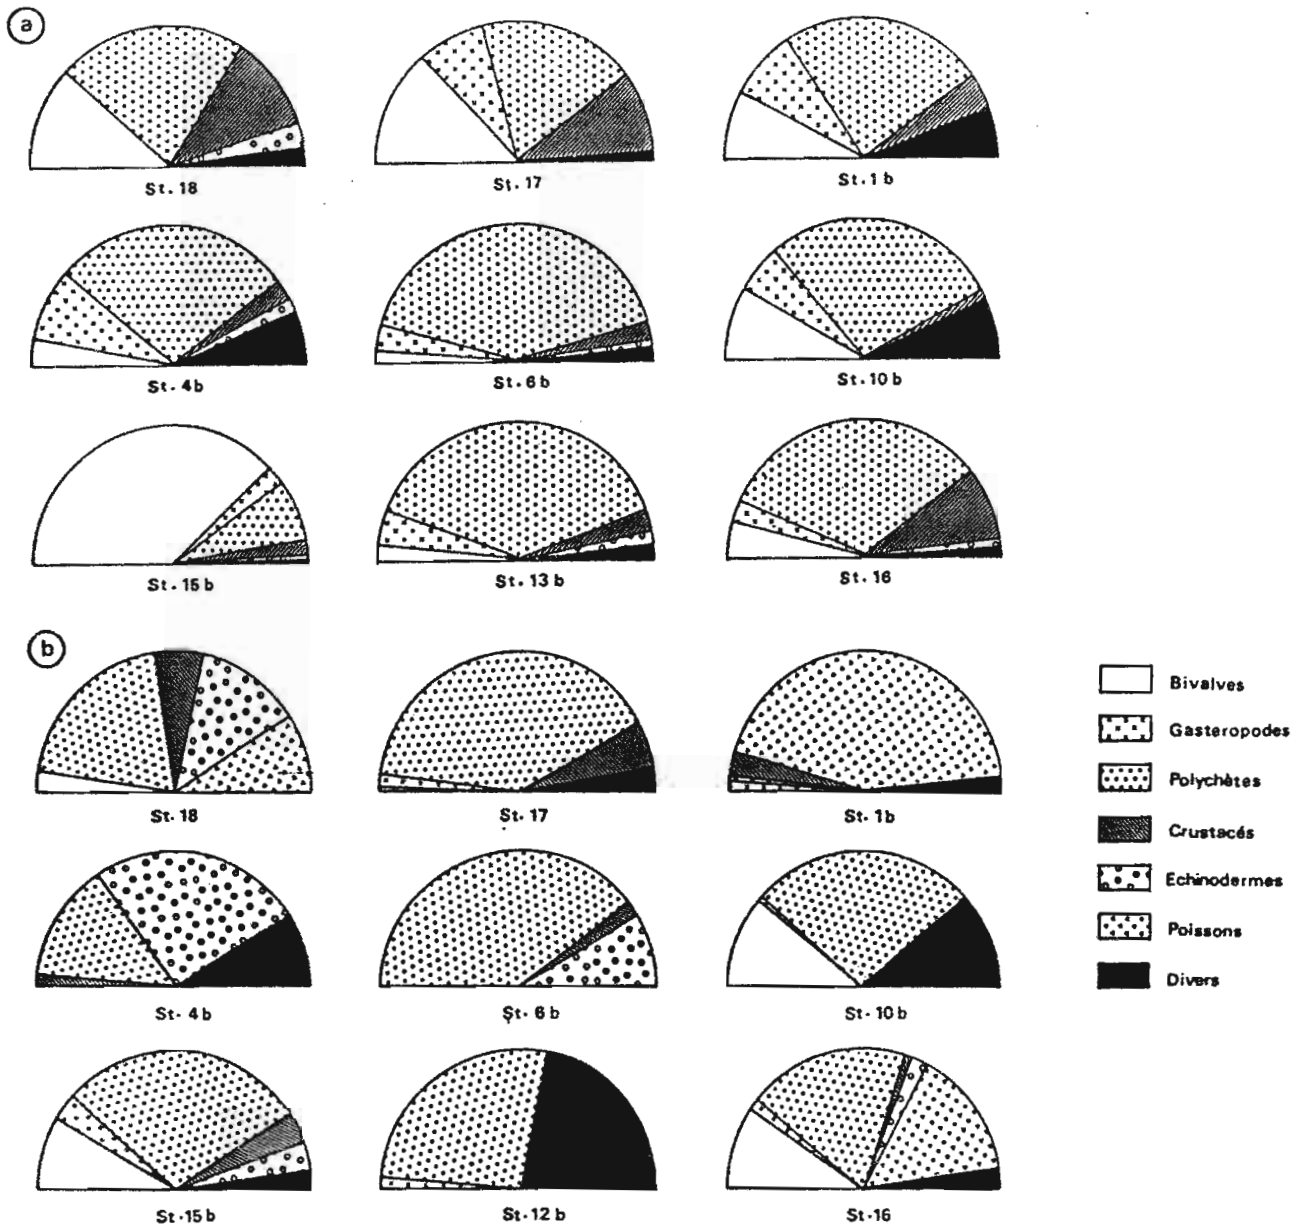 a
St. 18
St. 17
St. 1 b
St. 4 b
St. 6 b
St. 10 b
St. 15 b
St. 13 b
St. 16
b
St. 18
St. 17
St. 1b
St. 4 b
St. 6 b
St. 10 b
St. 15 b
St. 12 b
St. 16
Bivalves
Gasteropodes
Polychètes
Crustacés
Echinodermes
Poissons
Divers